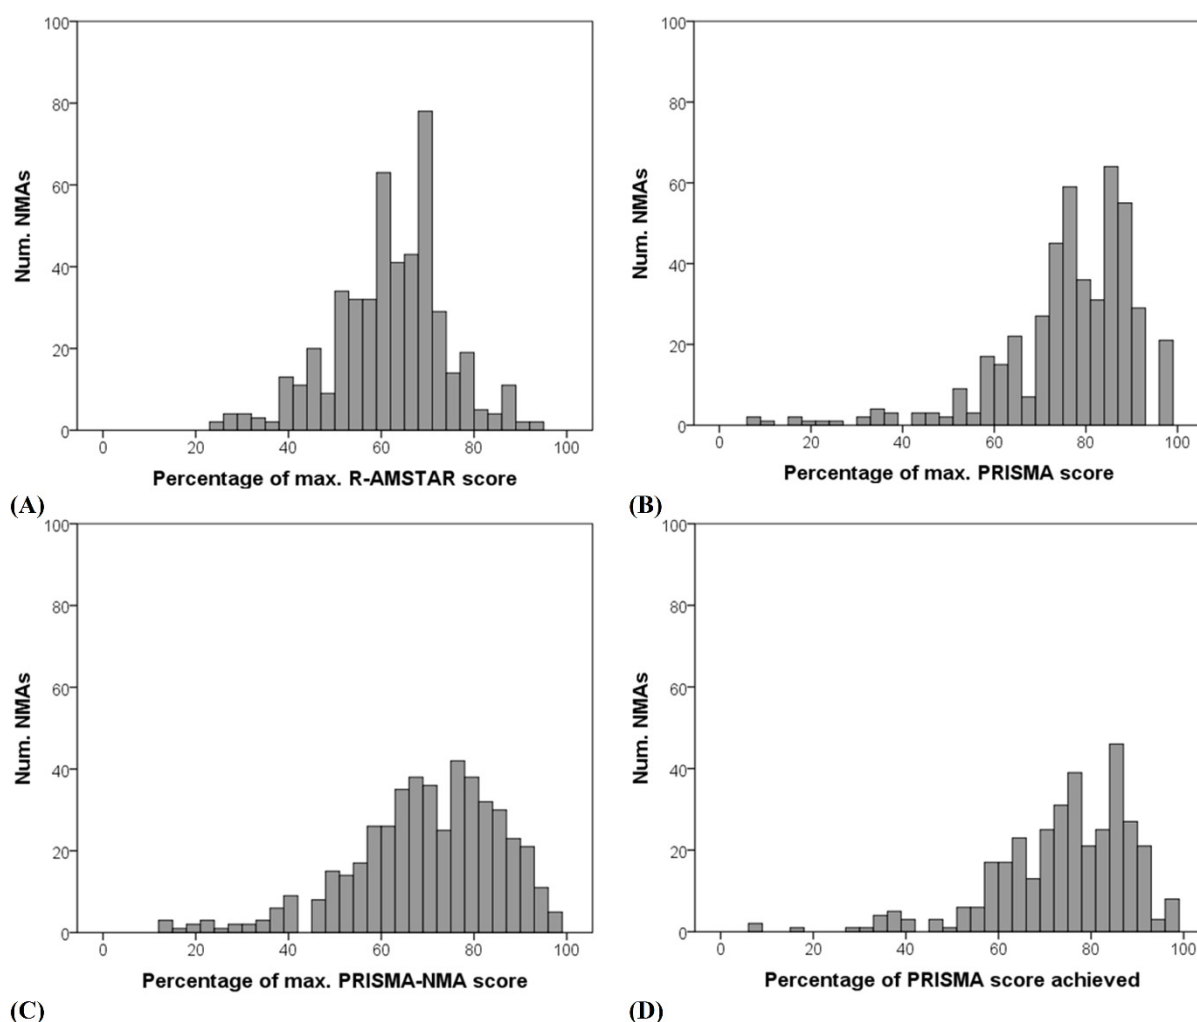 100
80
60
40
20
0
Num. NMAs
0 20 40 60 80 100
Percentage of max. R-AMSTAR score
(A)
100
80
60
40
20
0
Num. NMAs
0 20 40 60 80 100
Percentage of max. PRISMA score
(B)
100
80
60
40
20
0
Num. NMAs
0 20 40 60 80 100
Percentage of max. PRISMA-NMA score
(C)
100
80
60
40
20
0
Num. NMAs
0 20 40 60 80 100
Percentage of PRISMA score achieved
(D)